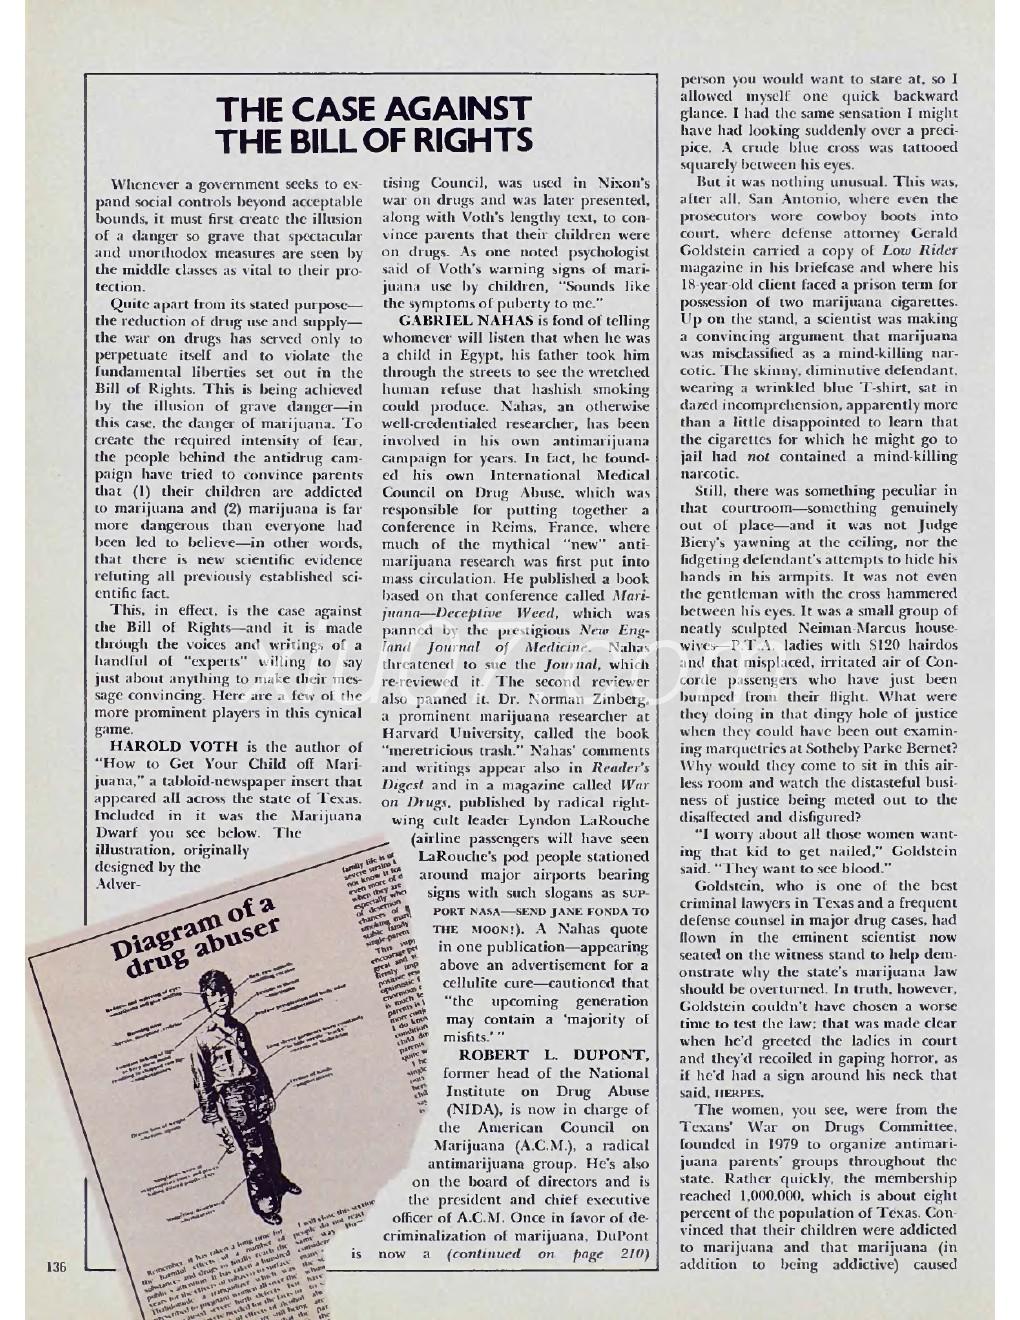 THE CASE AGAINST
THE BILL OF RIGHTS
Whenever a government seeks to ex-
pand social controls beyond acceptable
bounds, it must first create the illusion
of a danger so grave that spectacular
and unorthodox measures are seen by
the middle classes as vital to their pro-
tection.
Quite apart from its stated purpose—
the reduction of drug use and supply—
the war on drugs has served only to
perpetuate itself and to violate the
fundamental liberties set out in the
Bill of Rights. This is being achieved
by the illusion of grave danger—in
this case, the danger of marijuana. To
create the required intensity of fear,
the people behind the antidrug cam-
paign have tried to convince parents
that (1) their children are addicted
to marijuana and (2) marijuana is far
more dangerous than everyone had
been led to believe—in other words,
that there is new scientific evidence
refuting all previously established sci-
entific fact.
This, in effect, is the case against
the Bill of Rights—and it is made
through the voices and writings of a
handful of "experts" willing to say
just about anything to make their mes-
sage convincing. Here are a few of the
more prominent players in this cynical
game.
HAROLD VOTH is the author of
"How to Get Your Child off Mari-
juana," a tabloid-newspaper insert that
appeared all across the state of Texas.
Included in it was the Marijuana
Dwarf you see below. The
illustration, originally
designed by the
Adver-
tising Council, was used in Nixon's
war on drugs and was later presented,
along with Voth's lengthy text, to con-
vince parents that their children were
on drugs. As one noted psychologist
said of Voth's warning signs of mari-
juana use by children, "Sounds like
the symptoms of puberty to me."
GABRIEL NAHAS is fond of telling
whomever will listen that when he was
a child in Egypt, his father took him
through the streets to see the wretched
human refuse that hashish smoking
could produce. Nahas, an otherwise
well-credentialed researcher, has been
involved in his own antimarijuana
campaign for years. In fact, he found-
ed his own International Medical
Council on Drug Abuse, which was
responsible for putting together a
conference in Reims, France, where
much of the mythical "new" anti-
marijuana research was first put into
mass circulation. He published a book
based on that conference called Mari-
juana—Deceptive Weed, which was
panned by the prestigious New Eng-
land Journal of Medicine. Nahas
threatened to sue the Journal, which
re-reviewed it. The second reviewer
also panned it. Dr. Norman Zinberg,
a prominent marijuana researcher at
Harvard University, called the book
"meretricious trash." Nahas' comments
and writings appear also in Reader's
Digest and in a magazine called War
on Drugs, published by radical right-
wing cult leader Lyndon LaRouche
(airline passengers will have seen
LaRouche's pod people stationed
around major airports bearing
signs with such slogans as SUP-
PORT NASA—SEND JANE FONDA TO
THE MOON!). A Nahas quote
in one publication—appearing
above an advertisement for a
cellulite cure—cautioned that
"the upcoming generation
may contain a 'majority of
misfits.' "
ROBERT L. DUPONT,
former head of the National
Institute on Drug Abuse
(NIDA), is now in charge of
the American Council on
Marijuana (A.C.M.), a radical
antimarijuana group. He's also
on the board of directors and is
the president and chief executive
officer of A.C.M. Once in favor of de-
criminalization of marijuana, DuPont
is now a (continued on page 210)
Diagram of a
drug abuser
person you would want to stare at, so I
allowed myself one quick backward
glance. I had the same sensation I might
have had looking suddenly over a preci-
pice. A crude blue cross was tattooed
squarely between his eyes.
But it was nothing unusual. This was,
after all, San Antonio, where even the
prosecutors wore cowboy boots into
court, where defense attorney Gerald
Goldstein carried a copy of Low Rider
magazine in his briefcase and where his
18-year-old client faced a prison term for
possession of two marijuana cigarettes.
Up on the stand, a scientist was making
a convincing argument that marijuana
was misclassified as a mind-killing nar-
cotic. The skinny, diminutive defendant,
wearing a wrinkled blue T-shirt, sat in
dazed incomprehension, apparently more
than a little disappointed to learn that
the cigarettes for which he might go to
jail had not contained a mind-killing
narcotic.
Still, there was something peculiar in
that courtroom—something genuinely
out of place—and it was not Judge
Biery's yawning at the ceiling, nor the
fidgeting defendant's attempts to hide his
hands in his armpits. It was not even
the gentleman with the cross hammered
between his eyes. It was a small group of
neatly sculpted Neiman-Marcus house-
wives—P.T.A. ladies with $120 hairdos
and that misplaced, irritated air of Con-
corde passengers who have just been
bumped from their flight. What were
they doing in that dingy hole of justice
when they could have been out examin-
ing marquetries at Sotheby Parke Bernet?
Why would they come to sit in this air-
less room and watch the distasteful busi-
ness of justice being meted out to the
disaffected and disfigured?
"I worry about all those women want-
ing that kid to get nailed," Goldstein
said. "They want to see blood."
Goldstein, who is one of the best
criminal lawyers in Texas and a frequent
defense counsel in major drug cases, had
flown in the eminent scientist now
seated on the witness stand to help dem-
onstrate why the state's marijuana law
should be overturned. In truth, however,
Goldstein couldn't have chosen a worse
time to test the law; that was made clear
when he'd greeted the ladies in court
and they'd recoiled in gaping horror, as
if he'd had a sign around his neck that
said, HERPES.
The women, you see, were from the
Texans' War on Drugs Committee,
founded in 1979 to organize antimari-
juana parents' groups throughout the
state. Rather quickly, the membership
reached 1,000,000, which is about eight
percent of the population of Texas. Con-
vinced that their children were addicted
to marijuana and that marijuana (in
addition to being addictive) caused
136